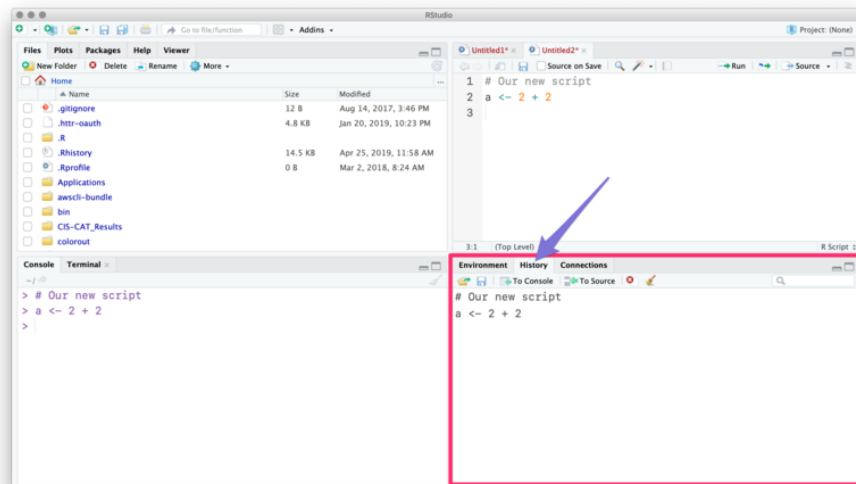 RStudio
Go to file/function
Addins
Project: (None)
Files Plots Packages Help Viewer
New Folder Delete Rename More
Home
Name Size Modified
.gitignore 12 B Aug 14, 2017, 3:46 PM
.httr-oauth 4.8 KB Jan 20, 2019, 10:23 PM
.R
.Rhistory 14.5 KB Apr 25, 2019, 11:58 AM
.Rprofile 0 B Mar 2, 2018, 8:24 AM
Applications
awscli-bundle
bin
CIS-CAT_Results
colorout
Untitled1* Untitled2*
Source on Save Run Source
1 # Our new script
2 a <- 2 + 2
3
3:1 (Top Level) R Script
Console Terminal
~/
> # Our new script
> a <- 2 + 2
>
Environment History Connections
To Console To Source
# Our new script
a <- 2 + 2